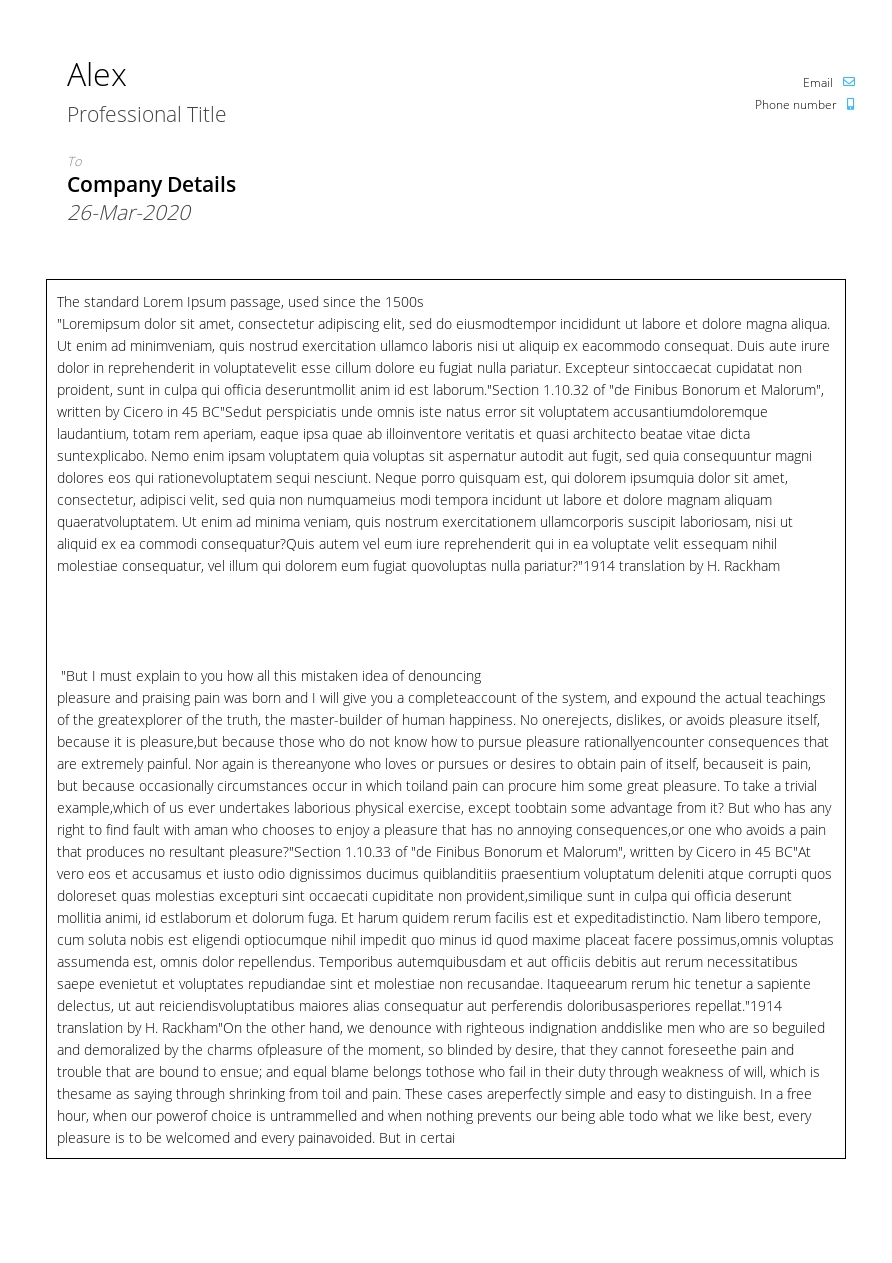 Alex
Professional Title
Email
Phone number
To
Company Details
26-Mar-2020
The standard Lorem Ipsum passage, used since the 1500s
"Loremipsum dolor sit amet, consectetur adipiscing elit, sed do eiusmodtempor incididunt ut labore et dolore magna aliqua.
Ut enim ad minimveniam, quis nostrud exercitation ullamco laboris nisi ut aliquip ex eacommodo consequat. Duis aute irure
dolor in reprehenderit in voluptatevelit esse cillum dolore eu fugiat nulla pariatur. Excepteur sintoccaecat cupidatat non
proident, sunt in culpa qui officia deseruntmollit anim id est laborum."Section 1.10.32 of "de Finibus Bonorum et Malorum",
written by Cicero in 45 BC"Sedut perspiciatis unde omnis iste natus error sit voluptatem accusantiumdoloremque
laudantium, totam rem aperiam, eaque ipsa quae ab illoinventore veritatis et quasi architecto beatae vitae dicta
suntexplicabo. Nemo enim ipsam voluptatem quia voluptas sit aspernatur autodit aut fugit, sed quia consequuntur magni
dolores eos qui rationevoluptatem sequi nesciunt. Neque porro quisquam est, qui dolorem ipsumquia dolor sit amet,
consectetur, adipisci velit, sed quia non numquameius modi tempora incidunt ut labore et dolore magnam aliquam
quaeratvoluptatem. Ut enim ad minima veniam, quis nostrum exercitationem ullamcorporis suscipit laboriosam, nisi ut
aliquid ex ea commodi consequatur?Quis autem vel eum iure reprehenderit qui in ea voluptate velit essequam nihil
molestiae consequatur, vel illum qui dolorem eum fugiat quovoluptas nulla pariatur?"1914 translation by H. Rackham
"But I must explain to you how all this mistaken idea of denouncing
pleasure and praising pain was born and I will give you a completeaccount of the system, and expound the actual teachings
of the greatexplorer of the truth, the master-builder of human happiness. No onerejects, dislikes, or avoids pleasure itself,
because it is pleasure,but because those who do not know how to pursue pleasure rationallyencounter consequences that
are extremely painful. Nor again is thereanyone who loves or pursues or desires to obtain pain of itself, becauseit is pain,
but because occasionally circumstances occur in which toiland pain can procure him some great pleasure. To take a trivial
example,which of us ever undertakes laborious physical exercise, except toobtain some advantage from it? But who has any
right to find fault with aman who chooses to enjoy a pleasure that has no annoying consequences,or one who avoids a pain
that produces no resultant pleasure?"Section 1.10.33 of "de Finibus Bonorum et Malorum", written by Cicero in 45 BC"At
vero eos et accusamus et iusto odio dignissimos ducimus quiblanditiis praesentium voluptatum deleniti atque corrupti quos
doloreset quas molestias excepturi sint occaecati cupiditate non provident,similique sunt in culpa qui officia deserunt
mollitia animi, id estlaborum et dolorum fuga. Et harum quidem rerum facilis est et expeditadistinctio. Nam libero tempore,
cum soluta nobis est eligendi optiocumque nihil impedit quo minus id quod maxime placeat facere possimus,omnis voluptas
assumenda est, omnis dolor repellendus. Temporibus autemquibusdam et aut officiis debitis aut rerum necessitatibus
saepe evenietut et voluptates repudiandae sint et molestiae non recusandae. Itaqueearum rerum hic tenetur a sapiente
delectus, ut aut reiciendisvoluptatibus maiores alias consequatur aut perferendis doloribusasperiores repellat."1914
translation by H. Rackham"On the other hand, we denounce with righteous indignation anddislike men who are so beguiled
and demoralized by the charms ofpleasure of the moment, so blinded by desire, that they cannot foreseethe pain and
trouble that are bound to ensue; and equal blame belongs tothose who fail in their duty through weakness of will, which is
thesame as saying through shrinking from toil and pain. These cases areperfectly simple and easy to distinguish. In a free
hour, when our powerof choice is untrammelled and when nothing prevents our being able todo what we like best, every
pleasure is to be welcomed and every painavoided. But in certai